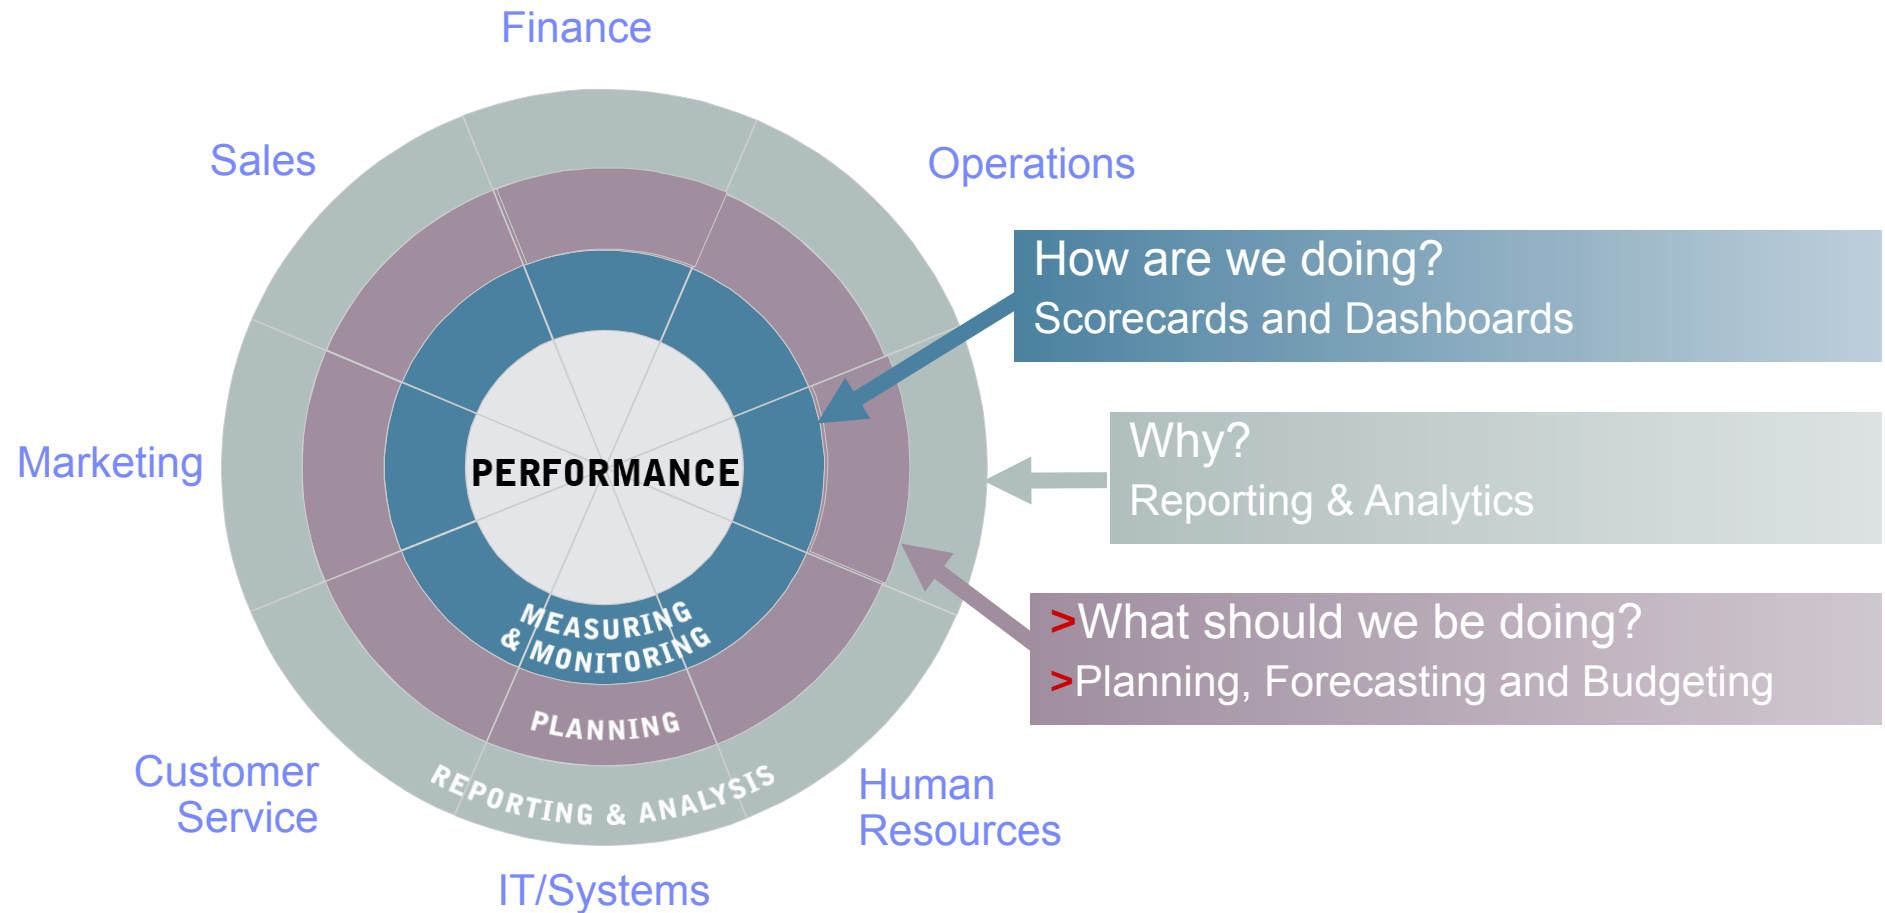 Finance
Sales
Operations
How are we doing?
Scorecards and Dashboards
Why?
Reporting & Analytics
Marketing
PERFORMANCE
>What should we be doing?
>Planning, Forecasting and Budgeting
MEASURING
& MONITORING
PLANNING
REPORTING & ANALYSIS
Customer
Service
Human
Resources
IT/Systems